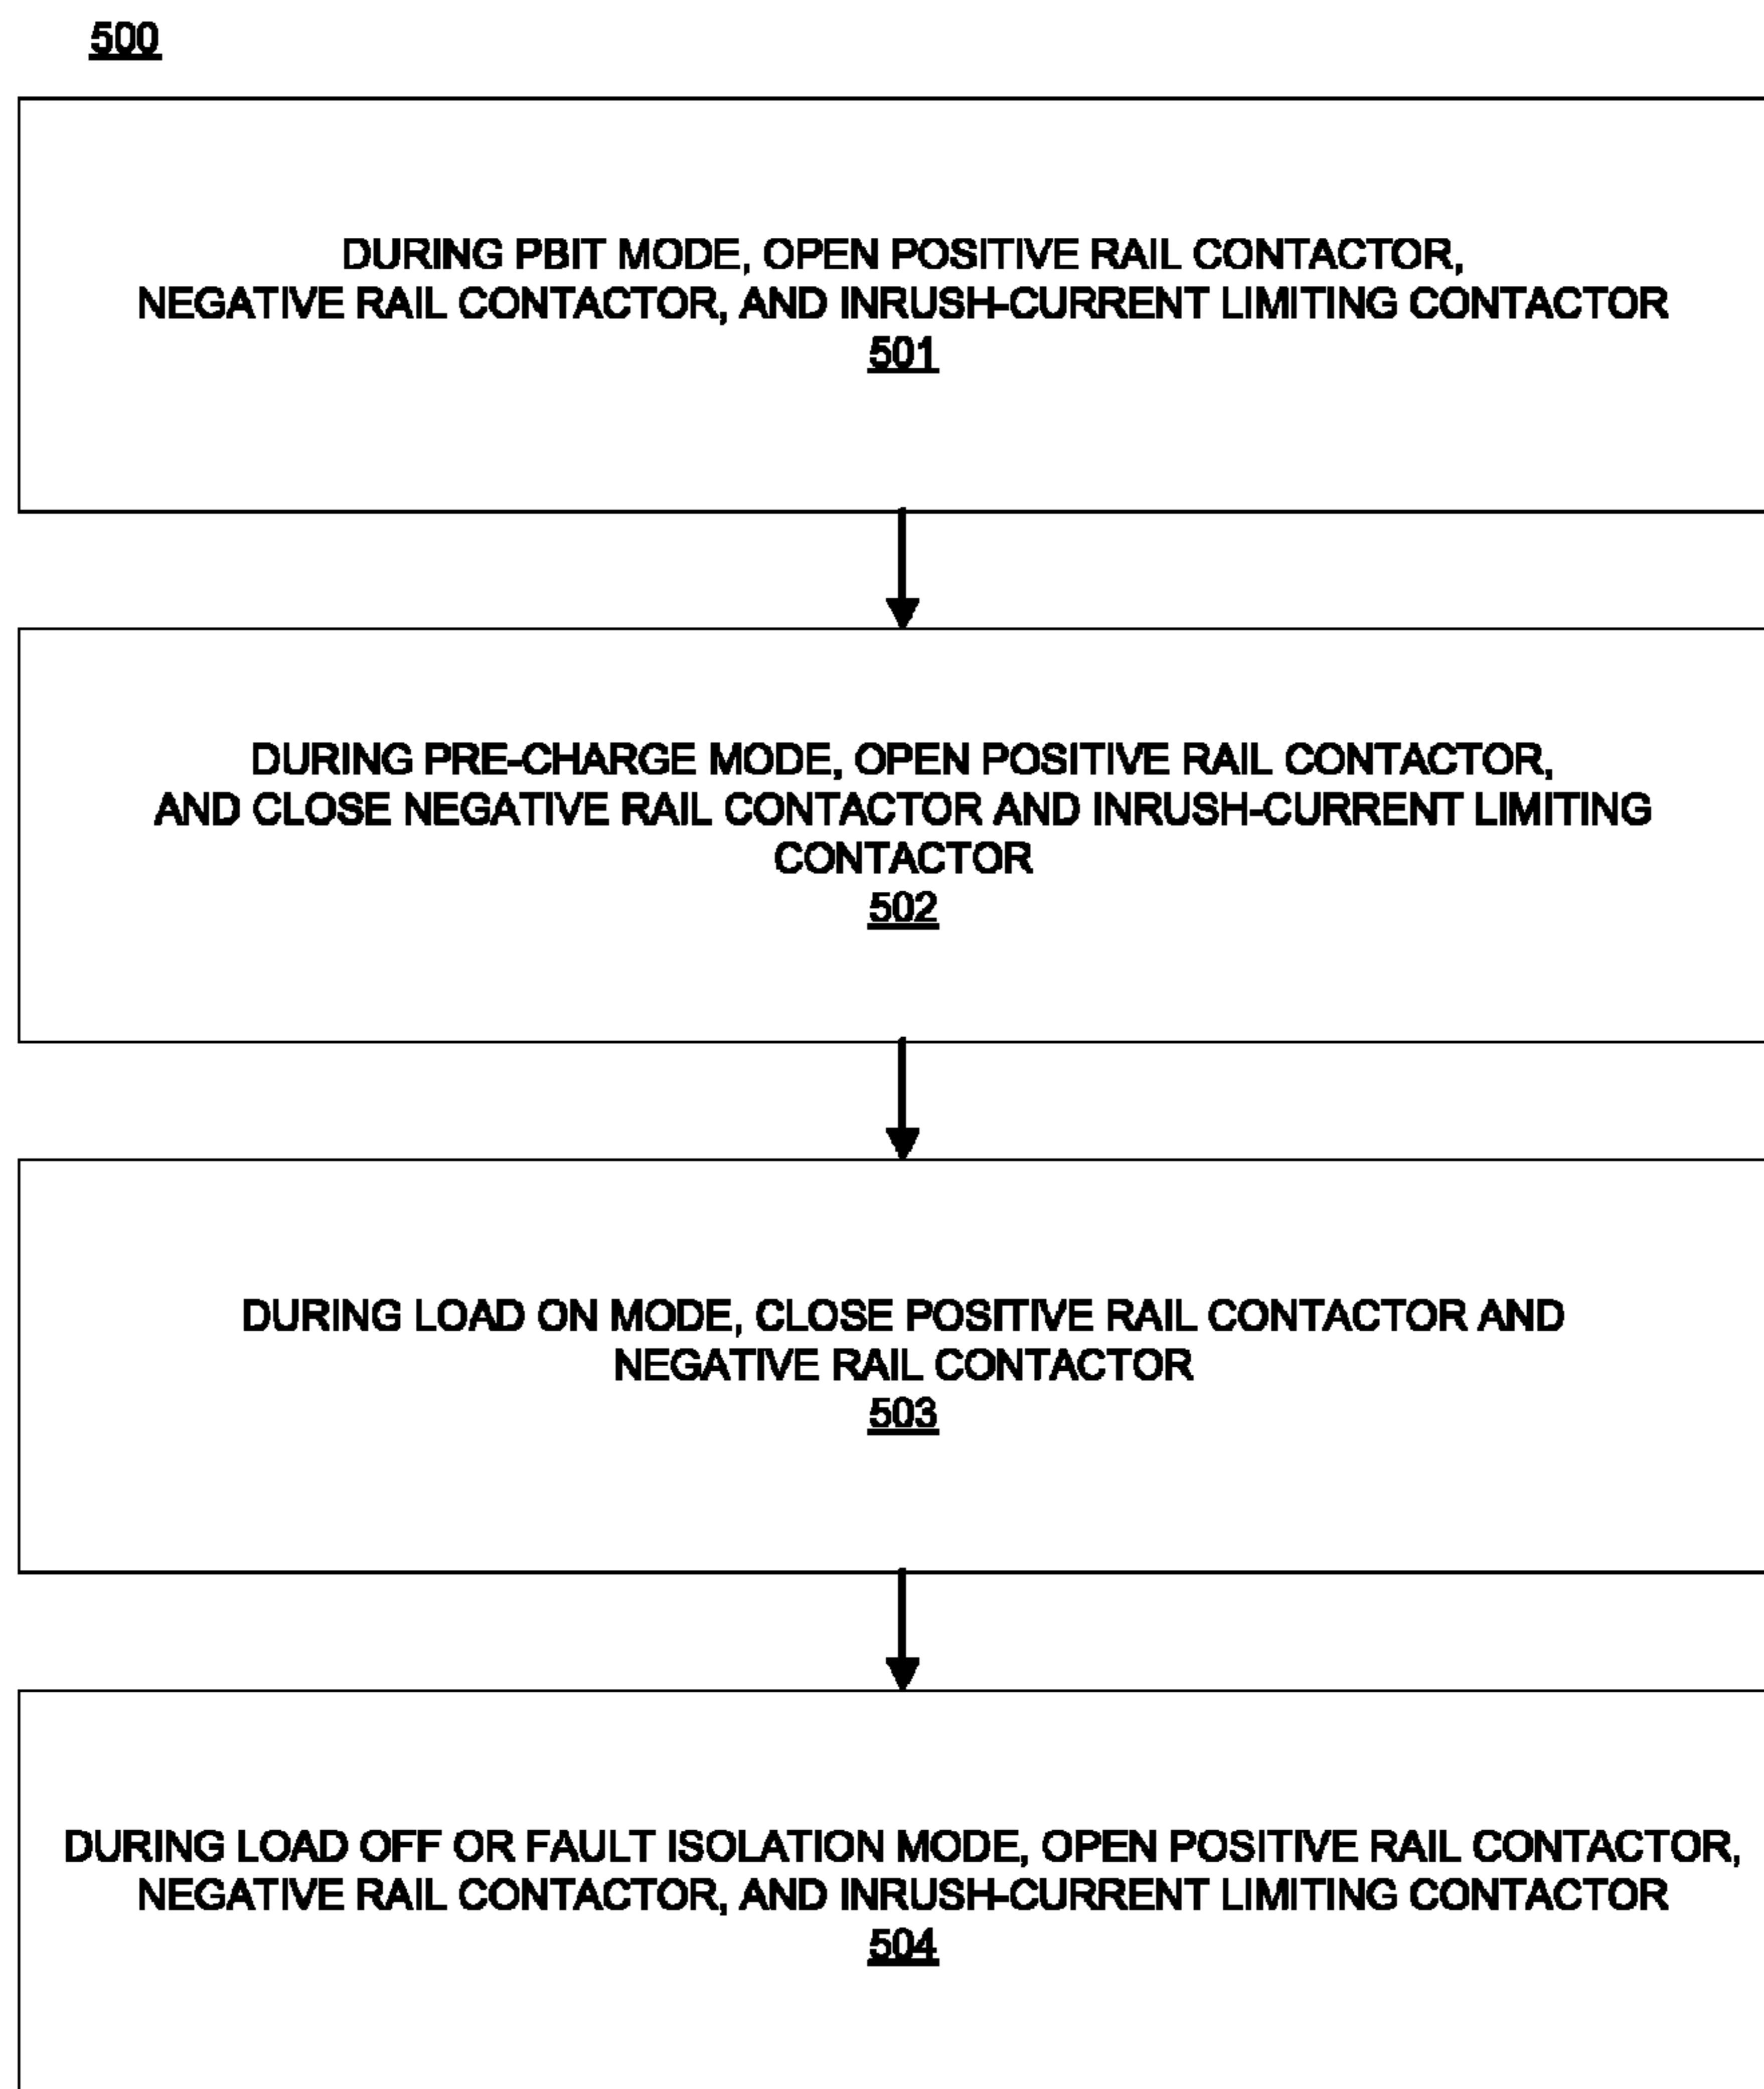 500
DURING PBIT MODE, OPEN POSITIVE RAIL CONTACTOR,
NEGATIVE RAIL CONTACTOR, AND INRUSH-CURRENT LIMITING CONTACTOR
501
DURING PRE-CHARGE MODE, OPEN POSITIVE RAIL CONTACTOR,
AND CLOSE NEGATIVE RAIL CONTACTOR AND INRUSH-CURRENT LIMITING
CONTACTOR
502
DURING LOAD ON MODE, CLOSE POSITIVE RAIL CONTACTOR AND
NEGATIVE RAIL CONTACTOR
503
DURING LOAD OFF OR FAULT ISOLATION MODE, OPEN POSITIVE RAIL CONTACTOR,
NEGATIVE RAIL CONTACTOR, AND INRUSH-CURRENT LIMITING CONTACTOR
504